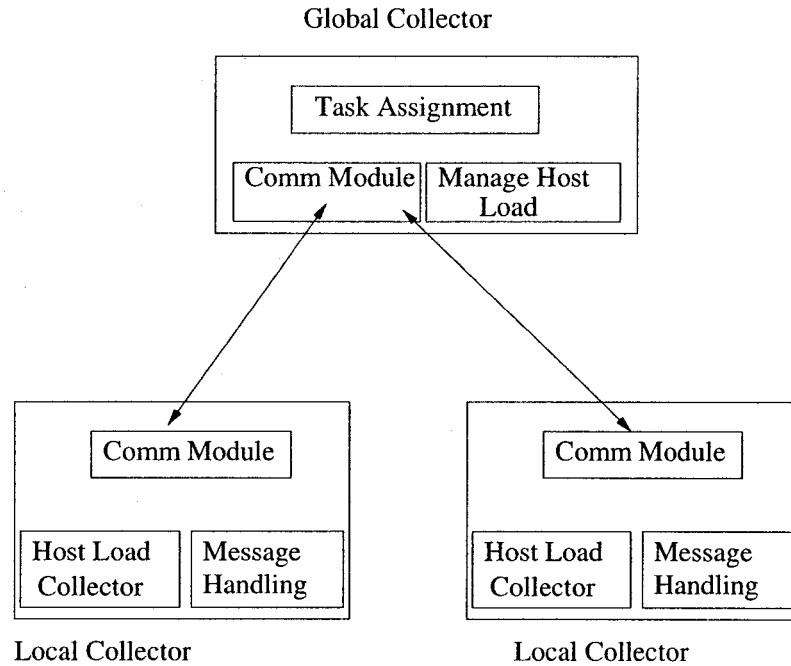 Global Collector
Task Assignment
Comm Module
Manage Host
Load
Comm Module
Host Load
Collector
Message
Handling
Local Collector
Comm Module
Host Load
Collector
Message
Handling
Local Collector